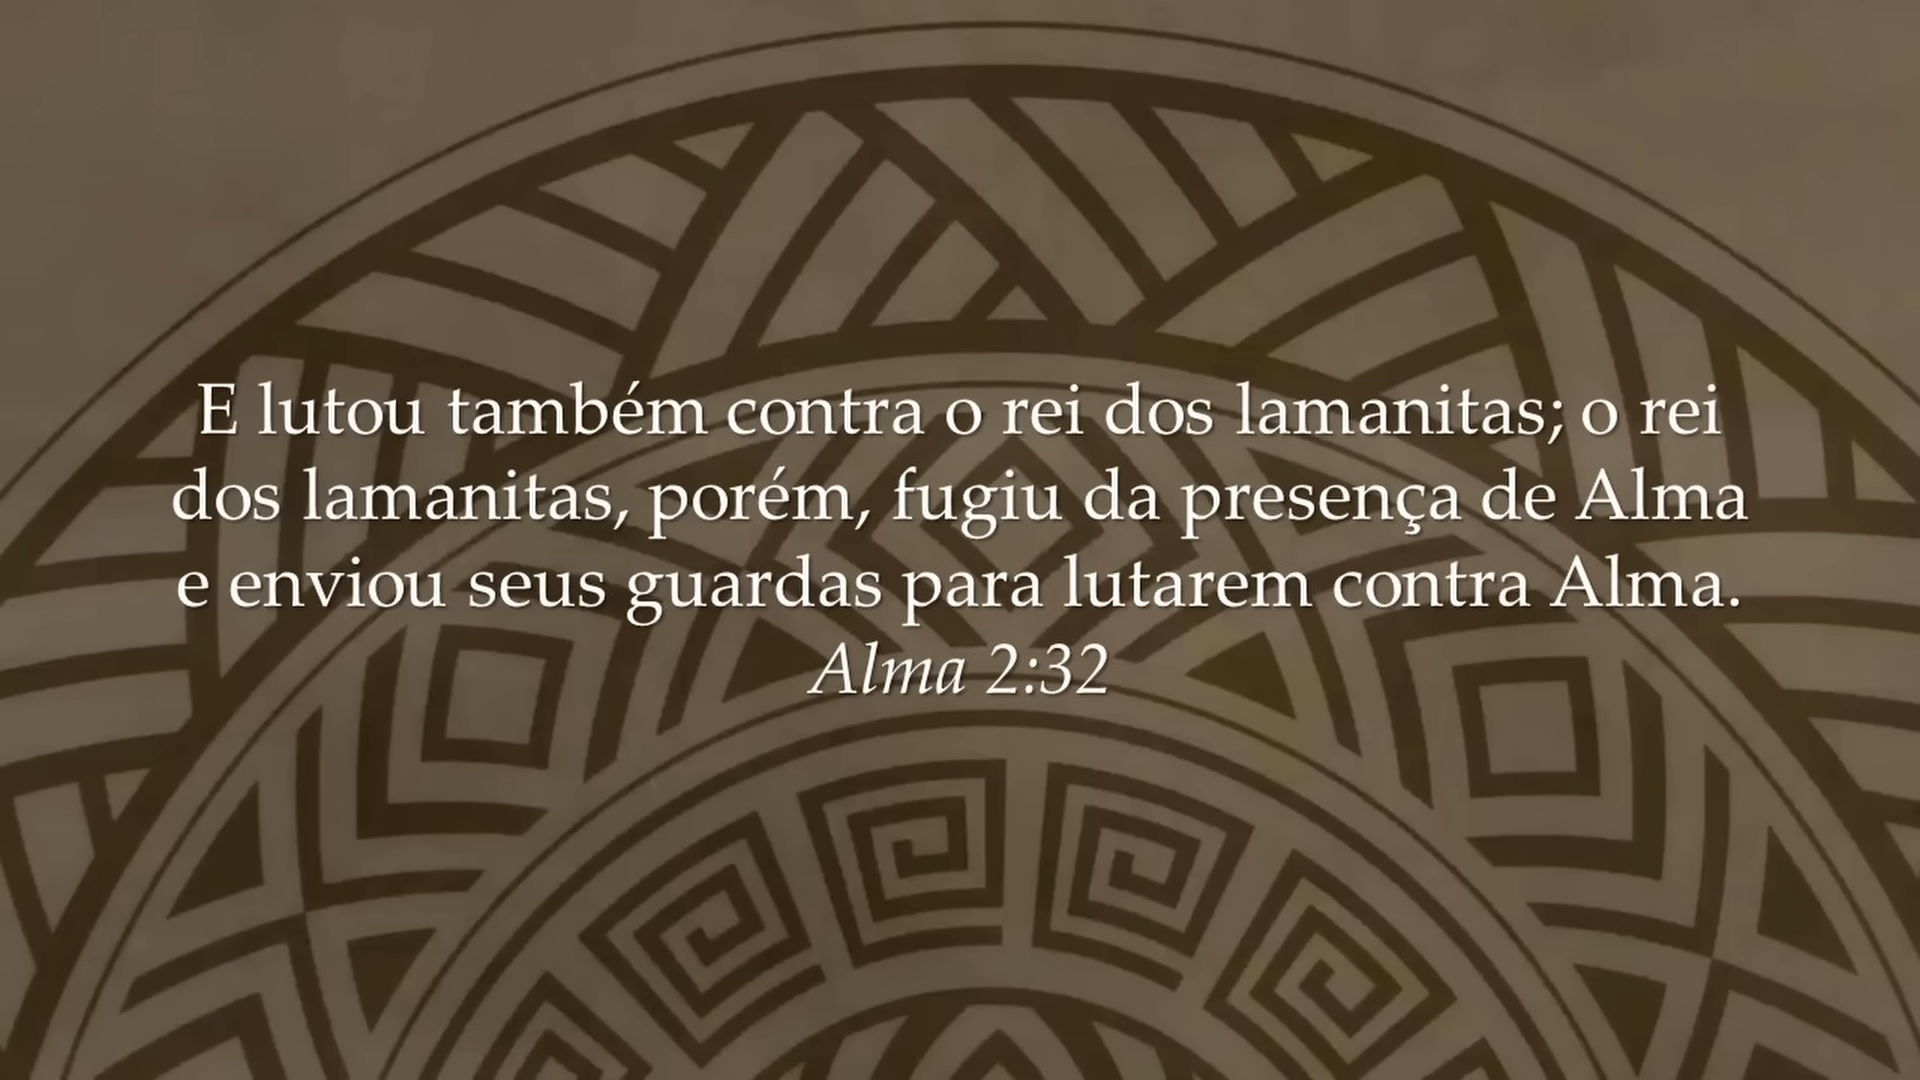 E lutou também contra o rei dos lamanitas; o rei
dos lamanitas, porém, fugiu da presença de Alma
e enviou seus guardas para lutarem contra Alma.
Alma 2:32